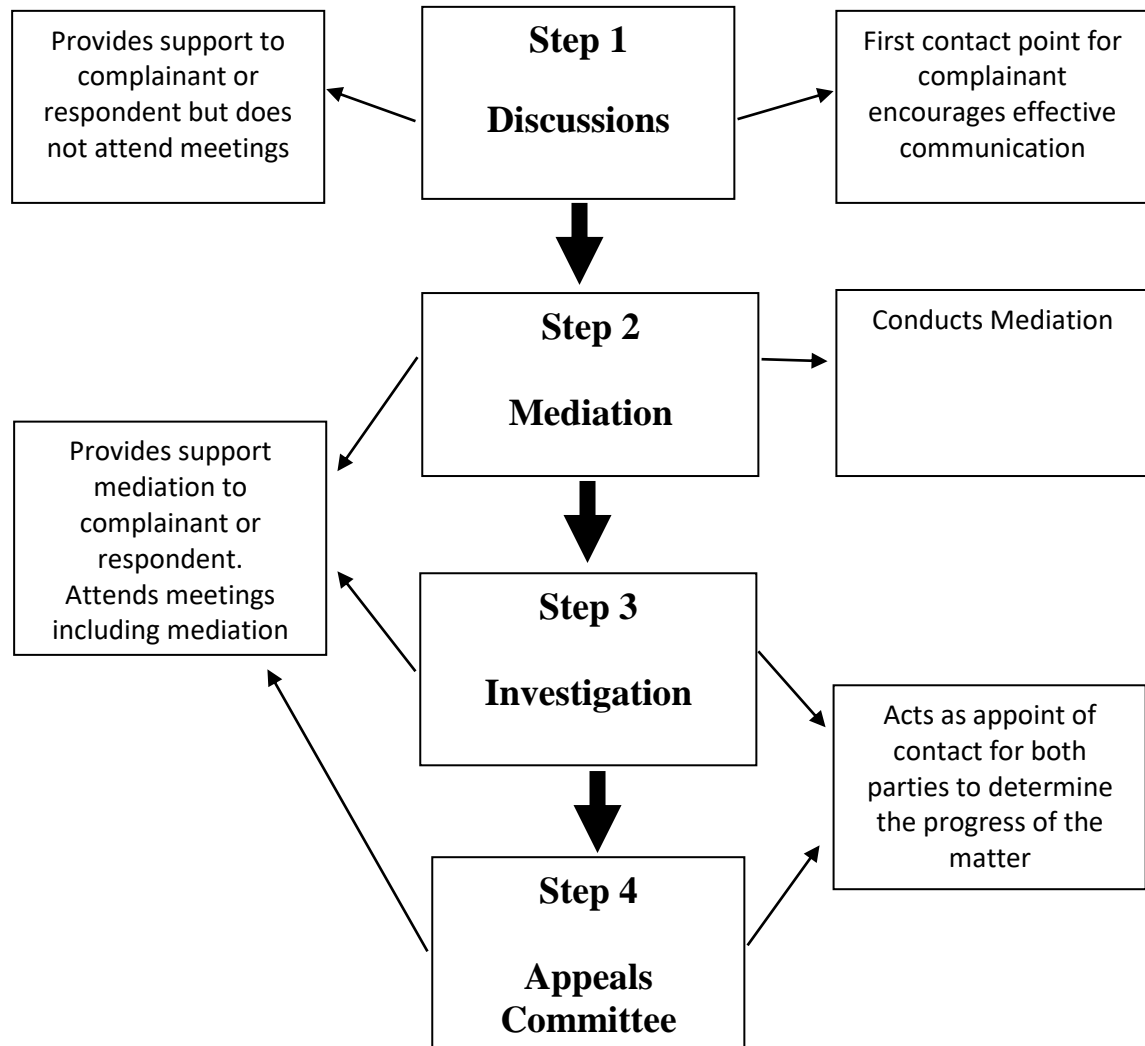 Provides support to
complainant or
respondent but does
not attend meetings
Step 1
Discussions
First contact point for
complainant
encourages effective
communication
Step 2
Mediation
Conducts Mediation
Provides support
mediation to
complainant or
respondent.
Attends meetings
including mediation
Step 3
Investigation
Acts as appoint of
contact for both
parties to determine
the progress of the
matter
Step 4
Appeals
Committee